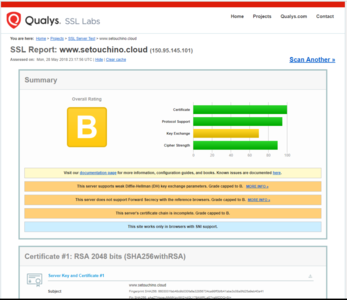 Qualys. SSL Labs
Home Projects Qualys.com Contact
You are here: Home > Projects > SSL Server Test > www.setouchino.cloud
SSL Report: www.setouchino.cloud (150.95.145.101)
Assessed on: Mon, 28 May 2018 23:17:56 UTC | Hide | Clear cache
Scan Another »
Summary
Overall Rating
B
Certificate
Protocol Support
Key Exchange
Cipher Strength
0 20 40 60 80 100
Visit our documentation page for more information, configuration guides, and books. Known issues are documented here.
This server supports weak Diffie-Hellman (DH) key exchange parameters. Grade capped to B. MORE INFO »
This server does not support Forward Secrecy with the reference browsers. Grade capped to B. MORE INFO »
This server's certificate chain is incomplete. Grade capped to B.
This site works only in browsers with SNI support.
Certificate #1: RSA 2048 bits (SHA256withRSA)
Server Key and Certificate #1
Subject www.setouchino.cloud